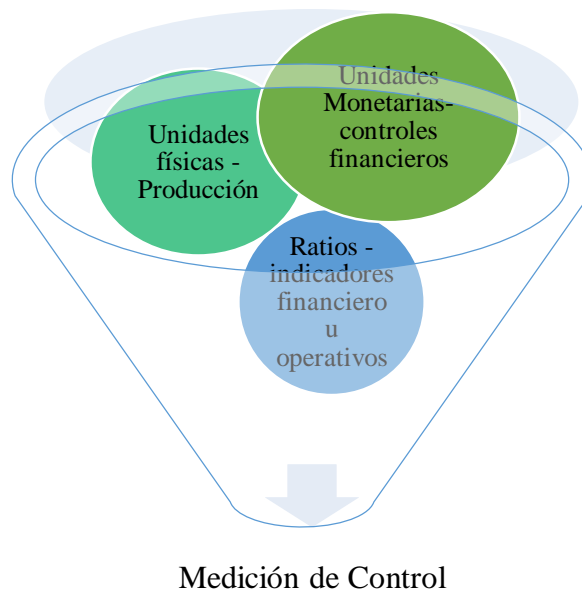 Unidades
Monetarias-
controles
financieros
Unidades
físicas -
Producción
Ratios -
indicadores
financiero
u
operativos
Medición de Control